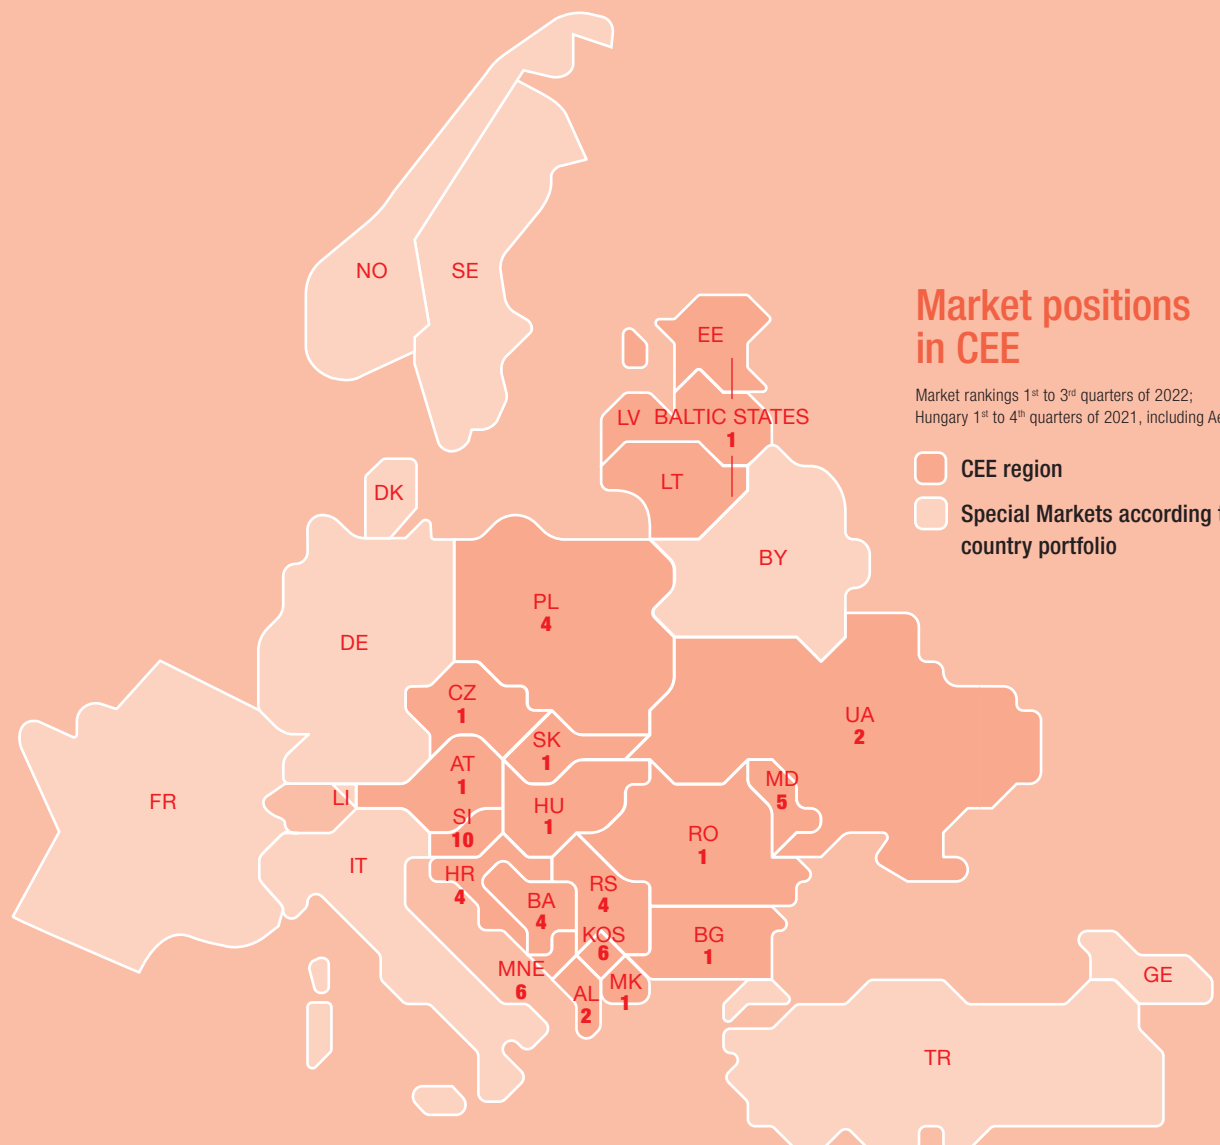 NO
SE
Market positions
in CEE
EE
Market rankings 1st to 3rd quarters of 2022;
Hungary 1st to 4th quarters of 2021, including
LV
BALTIC STATES
1
CEE region
LT
DK
Special Markets according
country portfolio
BY
PL
4
DE
CZ
1
UA
2
SK
1
AT
1
MD
5
LI
FR
HU
1
SI
10
RO
1
IT
HR
4
RS
4
BA
4
KOS
6
BG
1
MNE
6
MK
1
AL
2
GE
TR